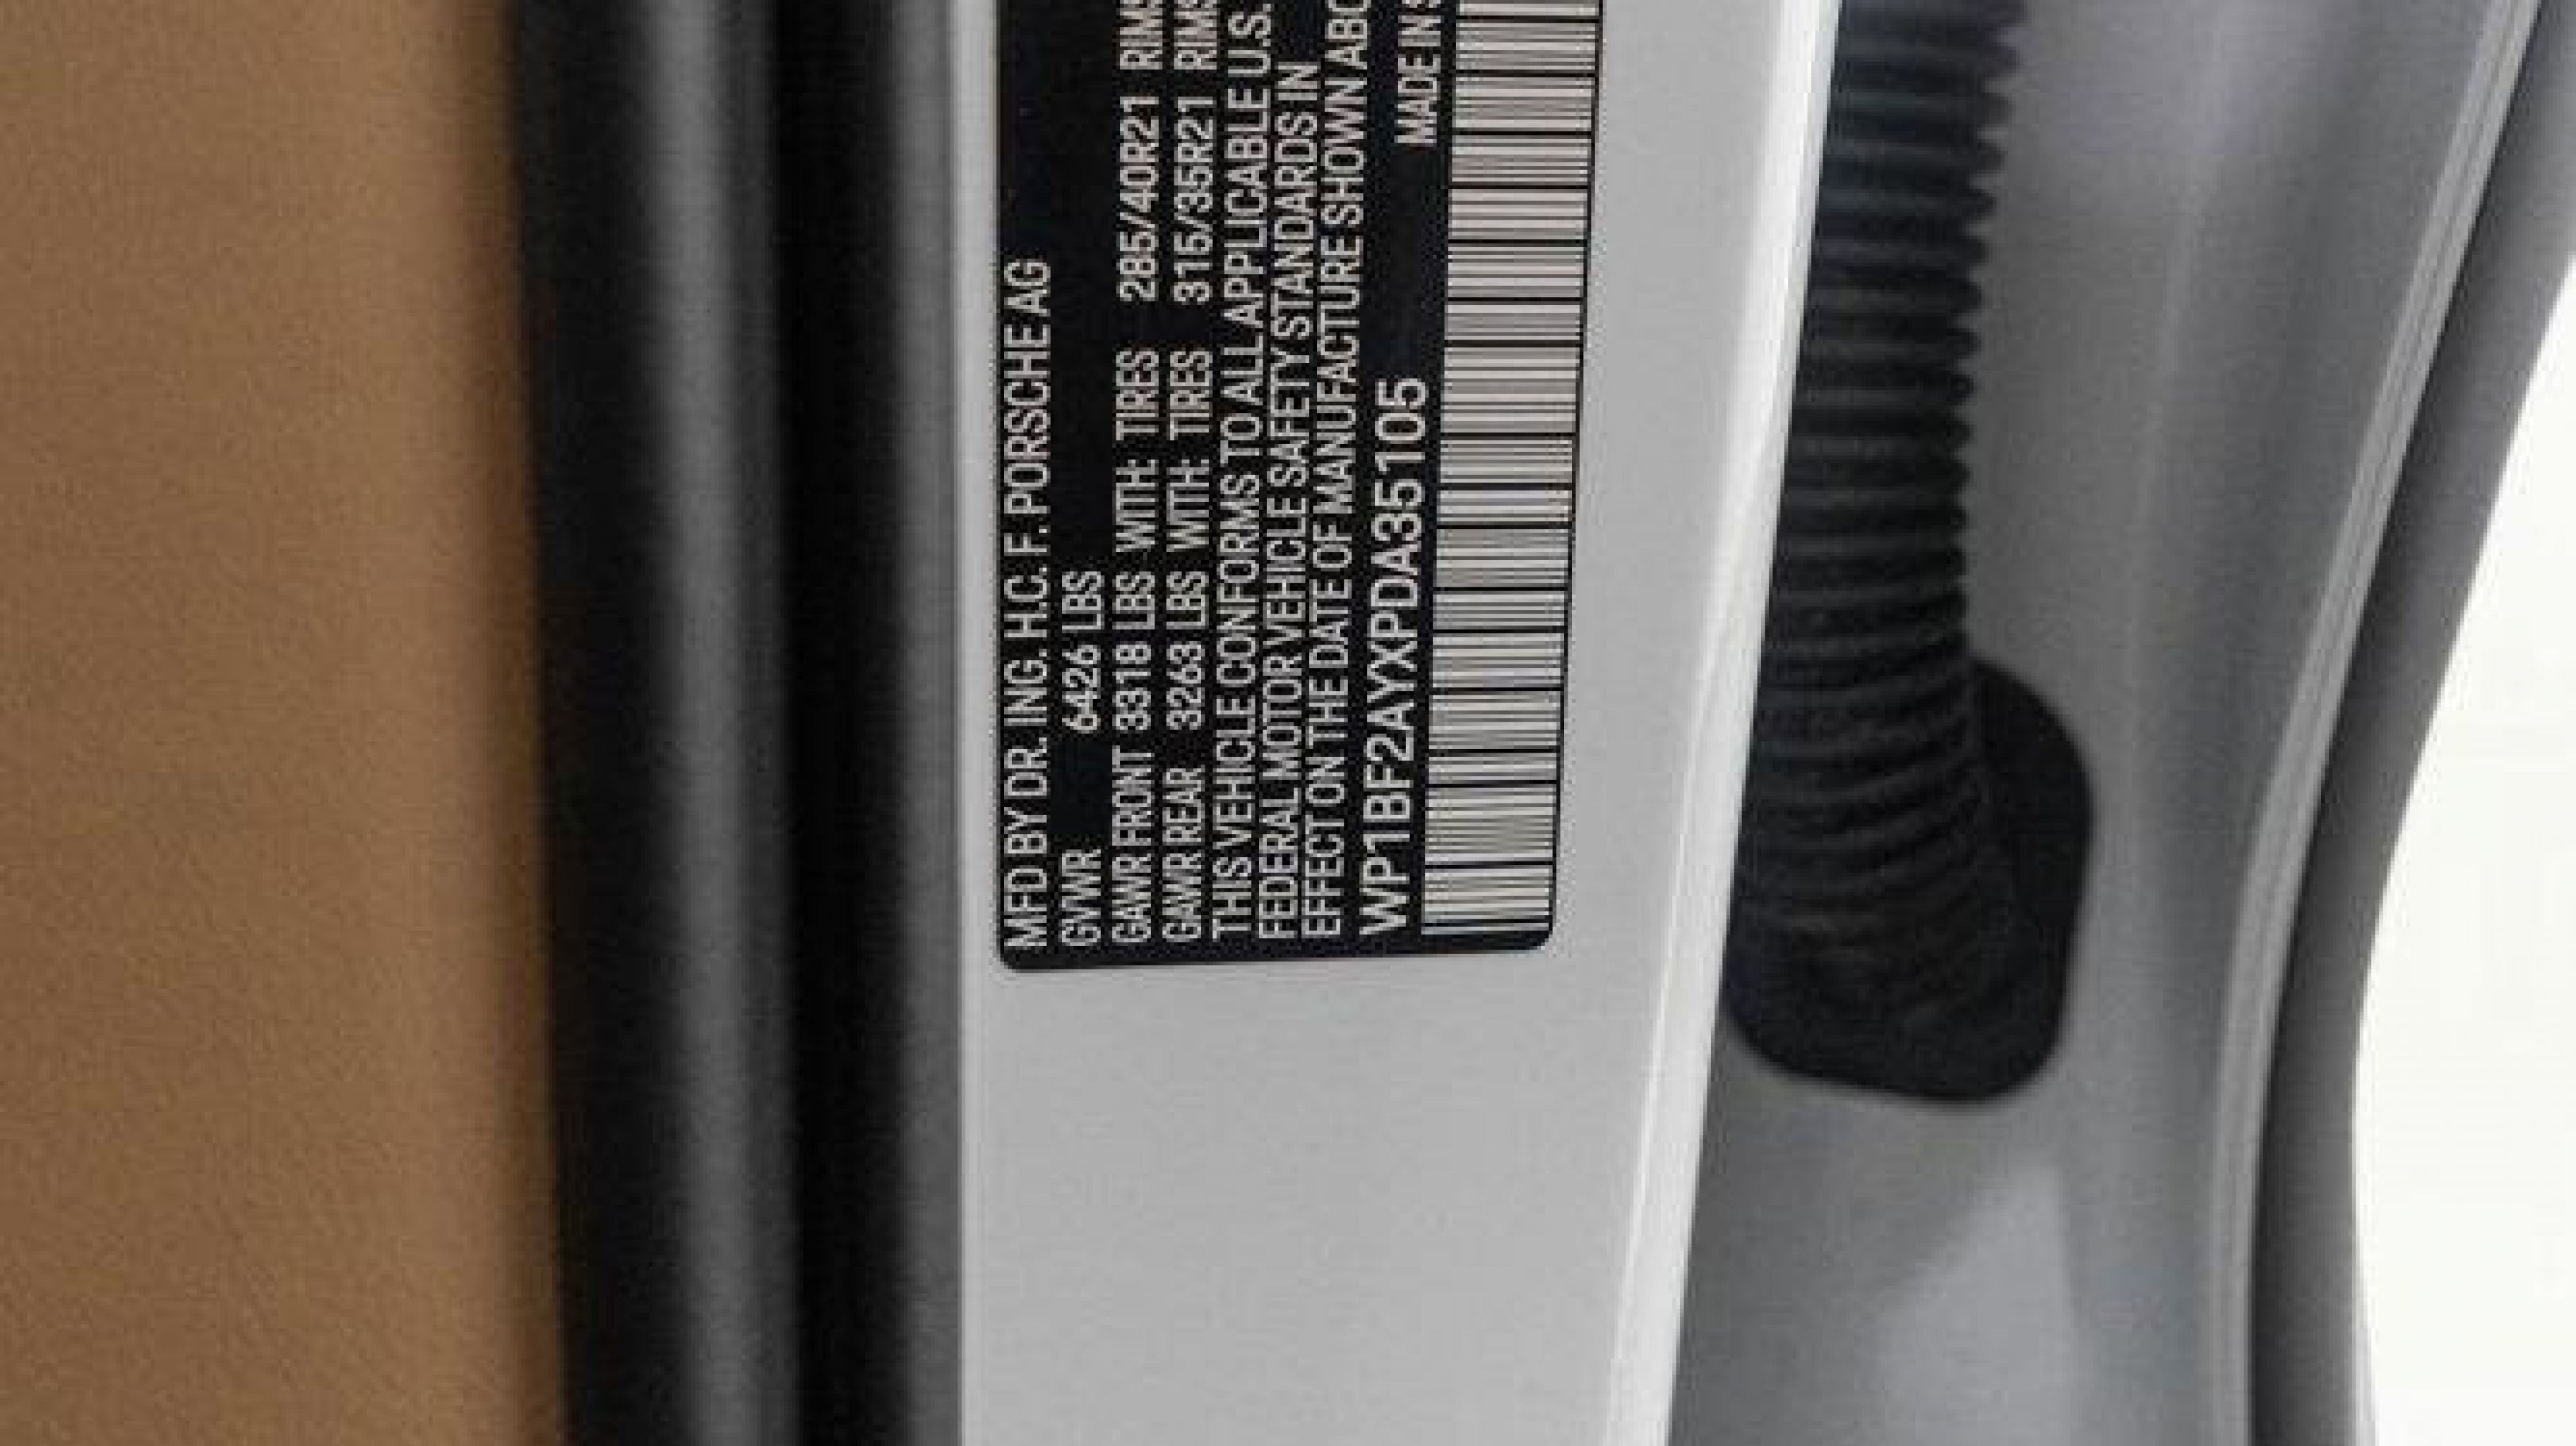 MFD BY DR. ING. H.C. F. PORSCHE AG
GVWR 6426 LBS
GAWR FRONT 3318 LBS WITH: TIRES 285/40R21 RIMS
GAWR REAR 3263 LBS WITH: TIRES 315/35R21 RIMS
THIS VEHICLE CONFORMS TO ALL APPLICABLE U.S.
FEDERAL MOTOR VEHICLE SAFETY STANDARDS IN
EFFECT ON THE DATE OF MANUFACTURE SHOWN ABO
WP1BF2AYXPDA35105 MADE IN S